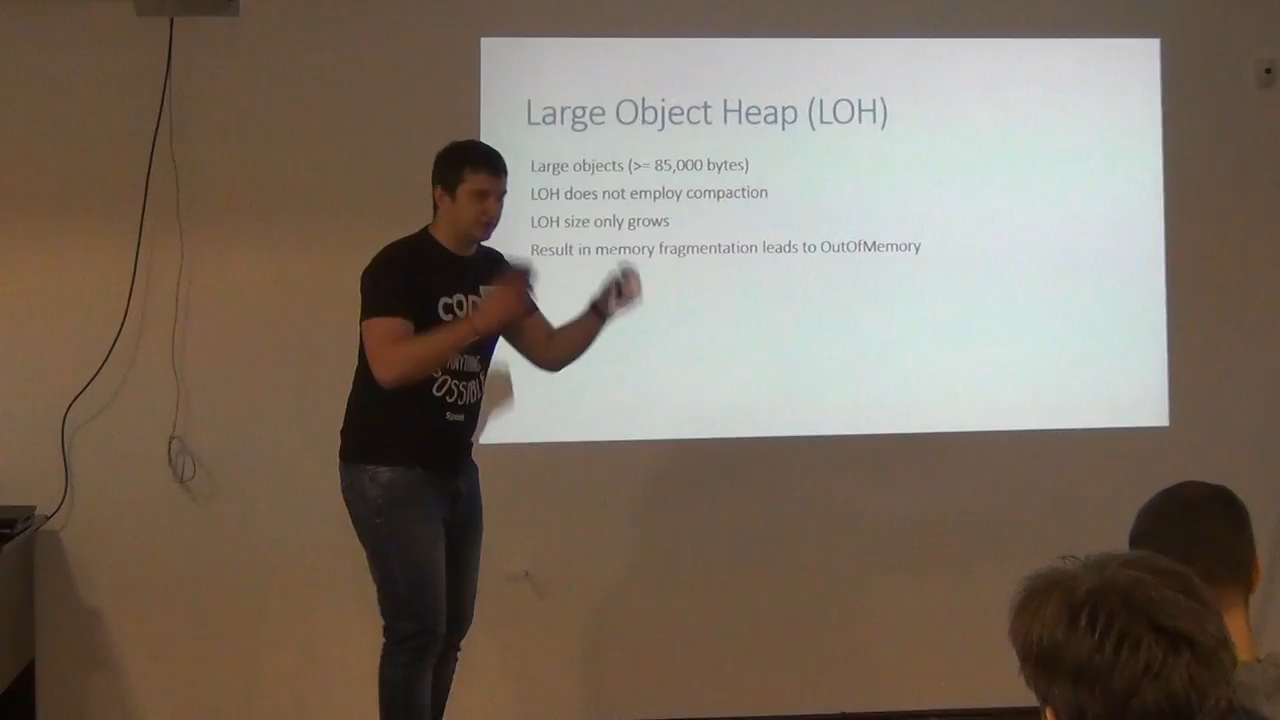 Large Object Heap (LOH)
Large objects (>= 85,000 bytes)
LOH does not employ compaction
LOH size only grows
Result in memory fragmentation leads to OutOfMemory
ANYTHING